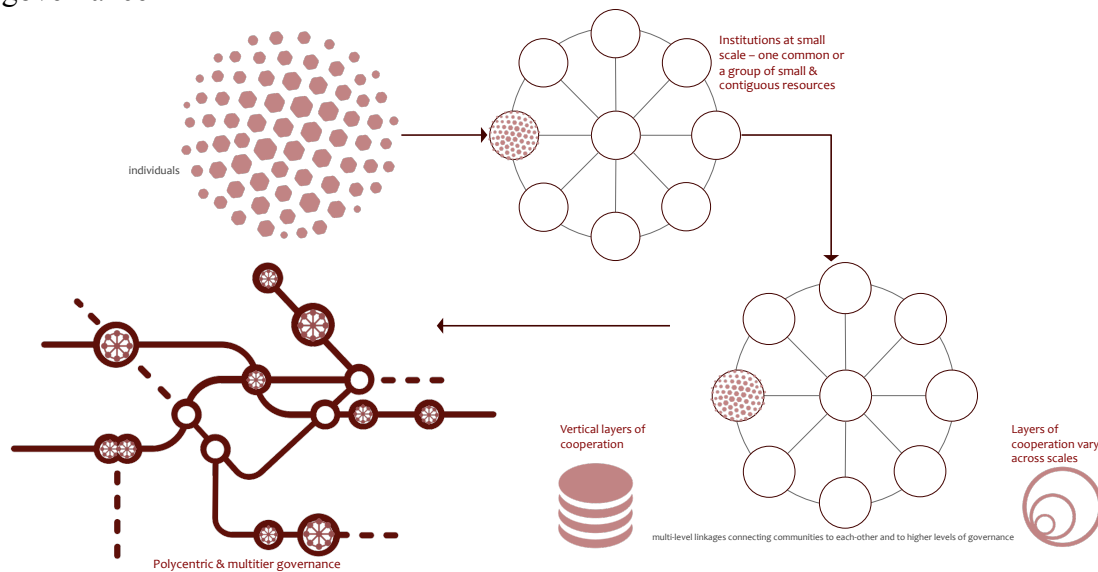 Institutions at small
scale – one common or
a group of small &
contiguous resources
individuals
Vertical layers of
cooperation
Layers of
cooperation vary
across scales
multi-level linkages connecting communities to each-other and to higher levels of governance
Polycentric & multitier governance